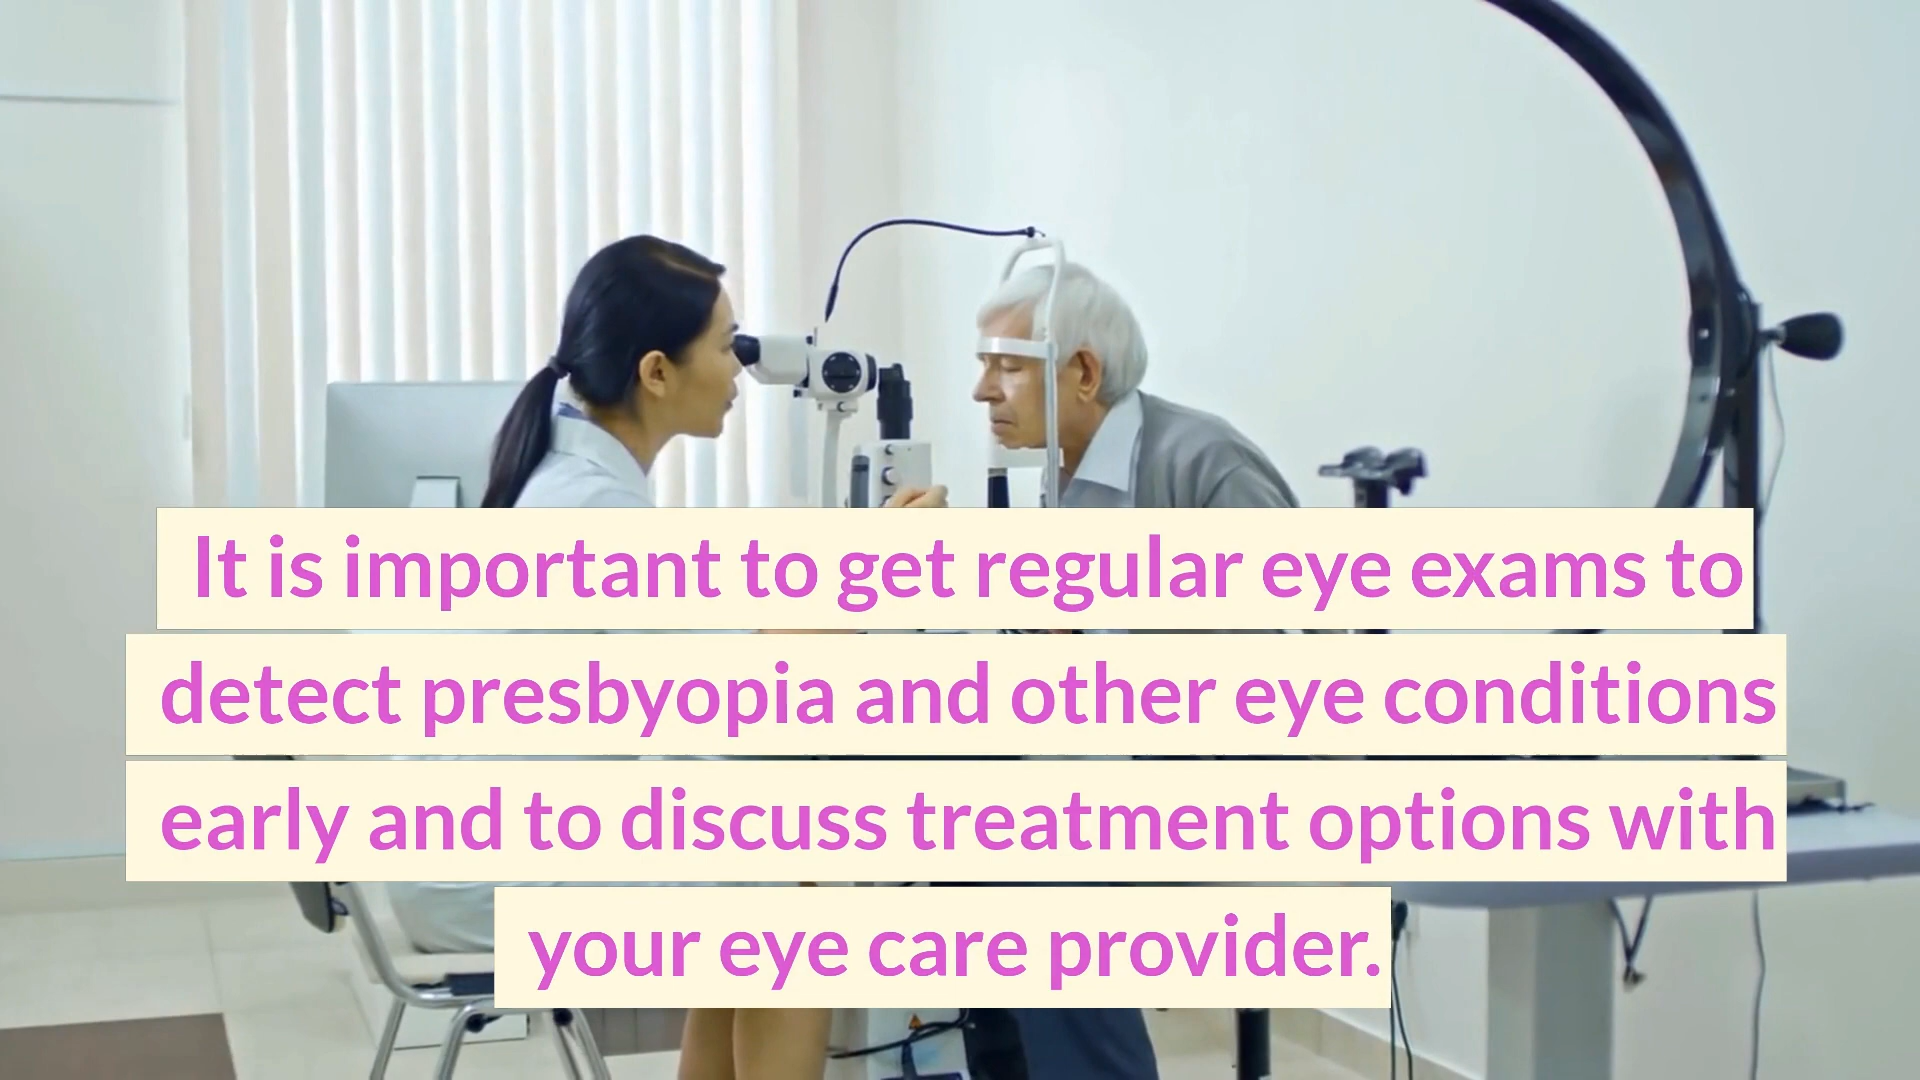 It is important to get regular eye exams to
detect presbyopia and other eye conditions
early and to discuss treatment options with
your eye care provider.